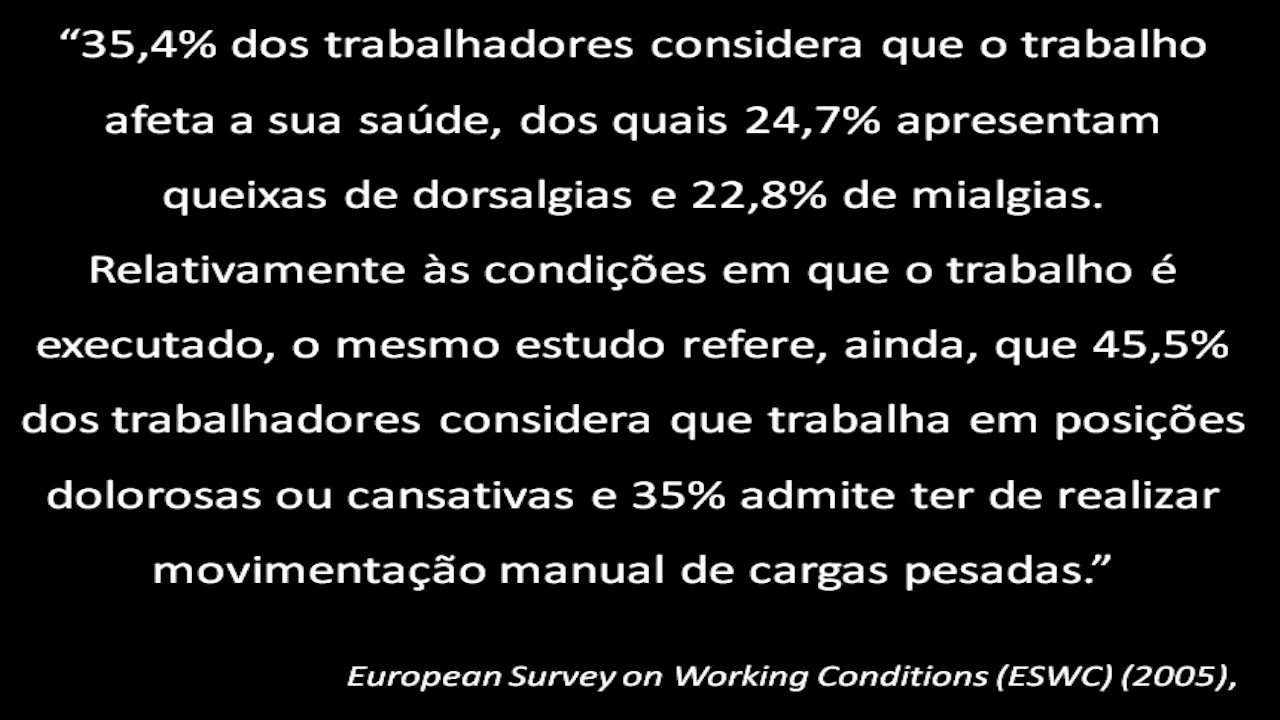 “35,4% dos trabalhadores considera que o trabalho
afeta a sua saúde, dos quais 24,7% apresentam
queixas de dorsalgias e 22,8% de mialgias.
Relativamente às condições em que o trabalho é
executado, o mesmo estudo refere, ainda, que 45,5%
dos trabalhadores considera que trabalha em posições
dolorosas ou cansativas e 35% admite ter de realizar
movimentação manual de cargas pesadas.”
European Survey on Working Conditions (ESWC) (2005),